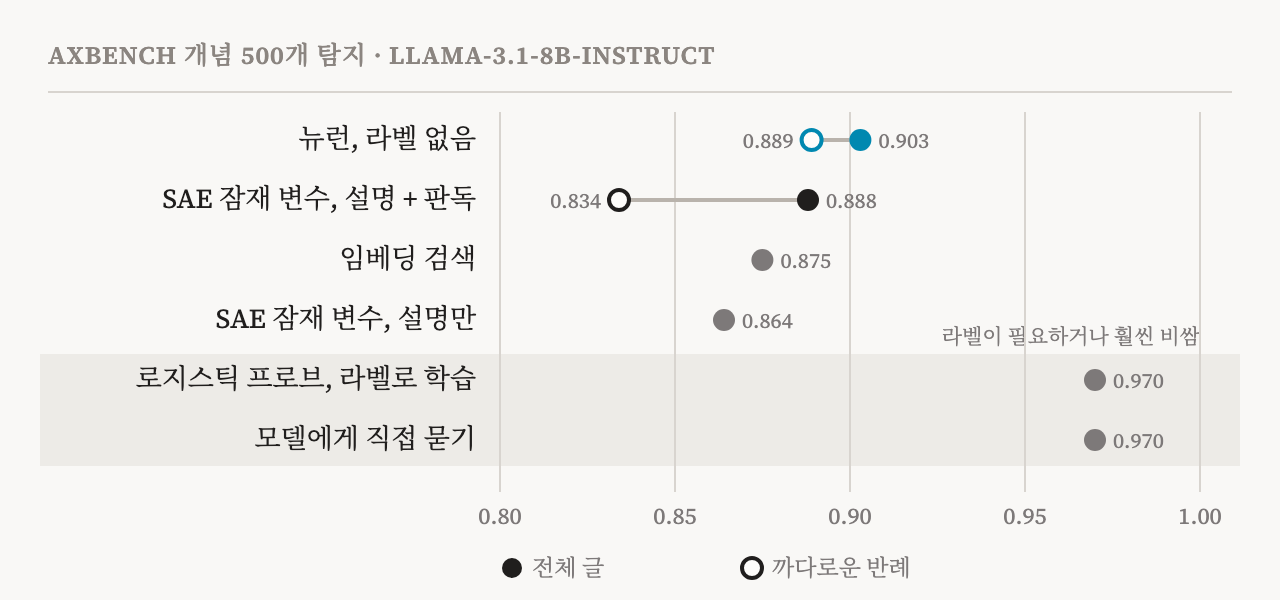 AXBENCH 개념 500개 탐지 · LLAMA-3.1-8B-INSTRUCT
뉴런, 라벨 없음 0.889 0.903
SAE 잠재 변수, 설명 + 판독 0.834 0.888
임베딩 검색 0.875
SAE 잠재 변수, 설명만 0.864
라벨이 필요하거나 훨씬 비쌈
로지스틱 프로브, 라벨로 학습 0.970
모델에게 직접 묻기 0.970
0.80 0.85 0.90 0.95 1.00
전체 글 까다로운 반례